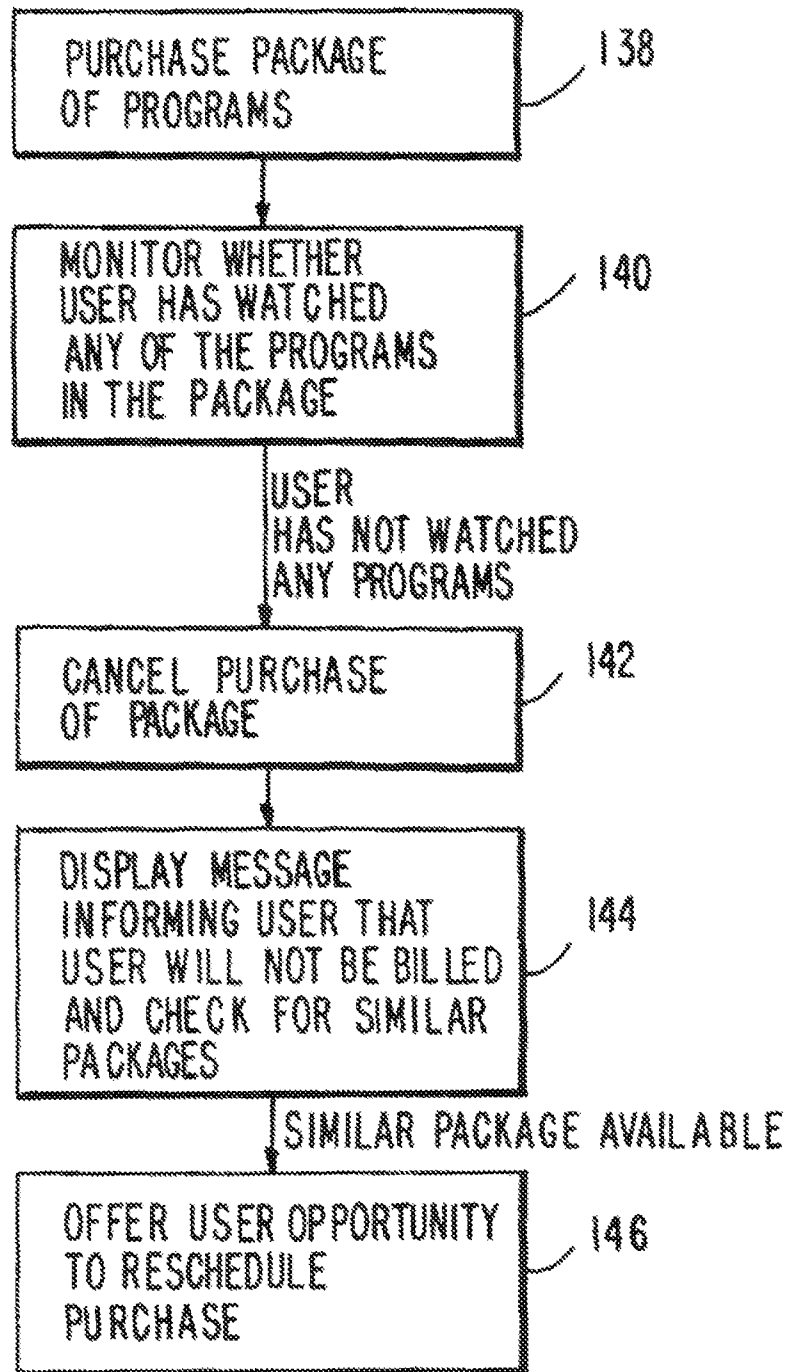 PURCHASE PACKAGE
OF PROGRAMS
138
MONITOR WHETHER
USER HAS WATCHED
ANY OF THE PROGRAMS
IN THE PACKAGE
140
USER
HAS NOT WATCHED
ANY PROGRAMS
CANCEL PURCHASE
OF PACKAGE
142
DISPLAY MESSAGE
INFORMING USER THAT
USER WILL NOT BE BILLED
AND CHECK FOR SIMILAR
PACKAGES
144
SIMILAR PACKAGE AVAILABLE
OFFER USER OPPORTUNITY
TO RESCHEDULE
PURCHASE
146